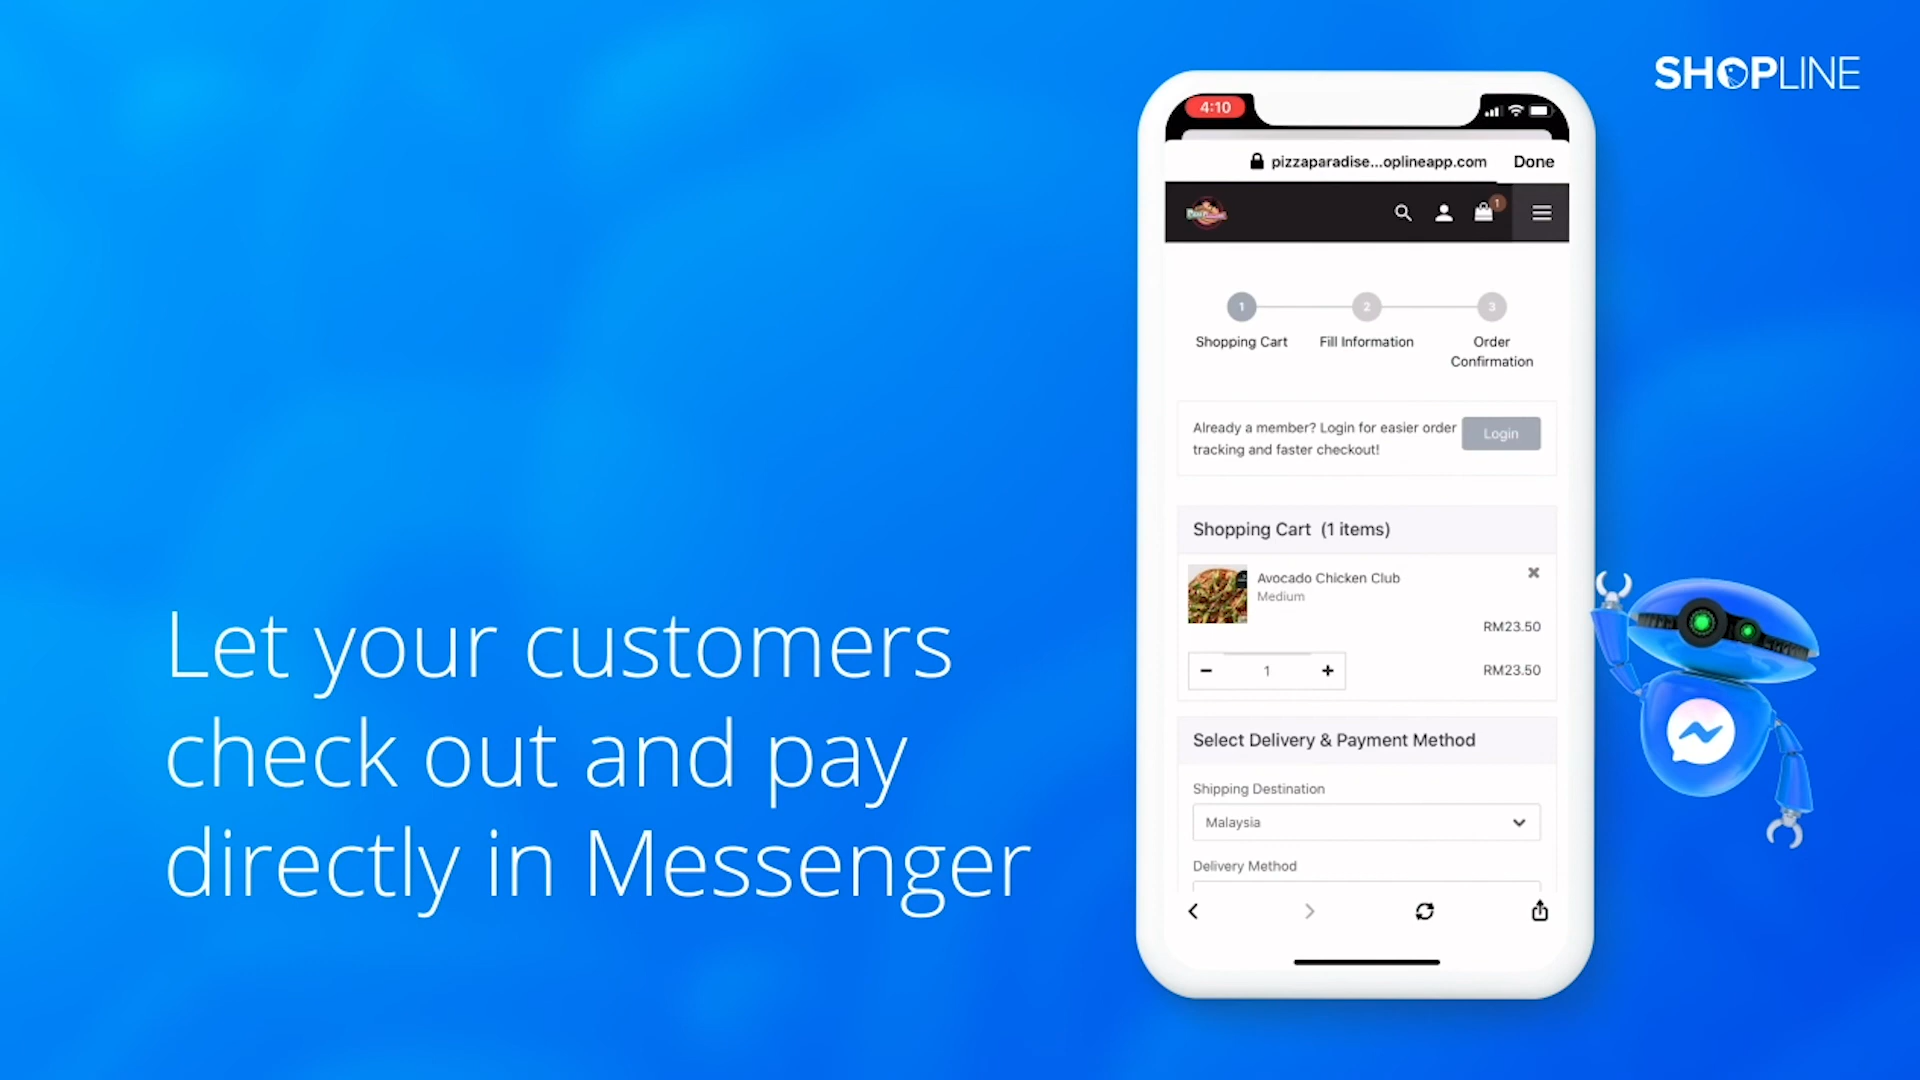 SHOPLINE
4:10
pizzaparadise...oplineapp.com Done
1
1 2 3
Shopping Cart Fill Information Order
Confirmation
Already a member? Login for easier order
tracking and faster checkout!
Login
Shopping Cart (1 items)
Avocado Chicken Club
Medium
RM23.50
− 1 + RM23.50
Select Delivery & Payment Method
Shipping Destination
Malaysia
Delivery Method
Let your customers
check out and pay
directly in Messenger